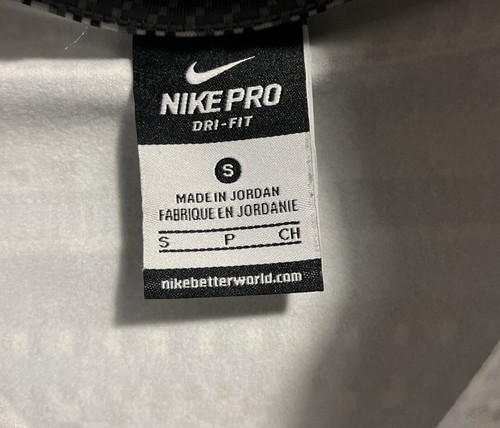 NIKE PRO
DRI-FIT
S
MADE IN JORDAN
FABRIQUE EN JORDANIE
S P CH
nikebetterworld.com